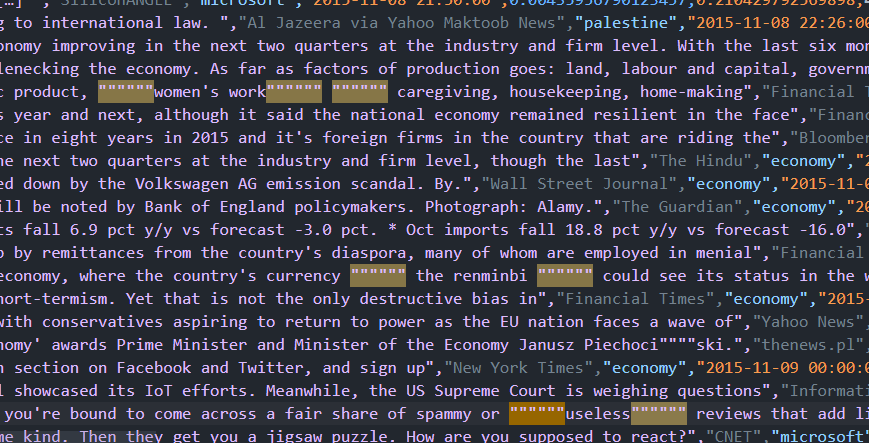 […] ","SiliconANGLE","microsoft","2015-11-08 21:50:00",0.00435956790123457,0.210429792569898,4
g to international law. ","Al Jazeera via Yahoo Maktoob News","palestine","2015-11-08 22:26:00
onomy improving in the next two quarters at the industry and firm level. With the last six mon
lenecking the economy. As far as factors of production goes: land, labour and capital, governm
c product, """"""women's work"""""" """""" caregiving, housekeeping, home-making","Financial T
s year and next, although it said the national economy remained resilient in the face","Financ
ce in eight years in 2015 and it's foreign firms in the country that are riding the","Bloomber
he next two quarters at the industry and firm level, though the last","The Hindu","economy","2
ed down by the Volkswagen AG emission scandal. By.","Wall Street Journal","economy","2015-11-0
ill be noted by Bank of England policymakers. Photograph: Alamy.","The Guardian","economy","20
ts fall 6.9 pct y/y vs forecast -3.0 pct. * Oct imports fall 18.8 pct y/y vs forecast -16.0","
p by remittances from the country's diaspora, many of whom are employed in menial","Financial
economy, where the country's currency """""" the renminbi """""" could see its status in the w
hort-termism. Yet that is not the only destructive bias in","Financial Times","economy","2015-
with conservatives aspiring to return to power as the EU nation faces a wave of","Yahoo News",
nomy' awards Prime Minister and Minister of the Economy Janusz Piechoci""""ski.","thenews.pl",
n section on Facebook and Twitter, and sign up","New York Times","economy","2015-11-09 00:00:0
l showcased its IoT efforts. Meanwhile, the US Supreme Court is weighing questions","Informati
you're bound to come across a fair share of spammy or """"""useless"""""" reviews that add li
me kind. Then they get you a jigsaw puzzle. How are you supposed to react?","CNET","microsoft"